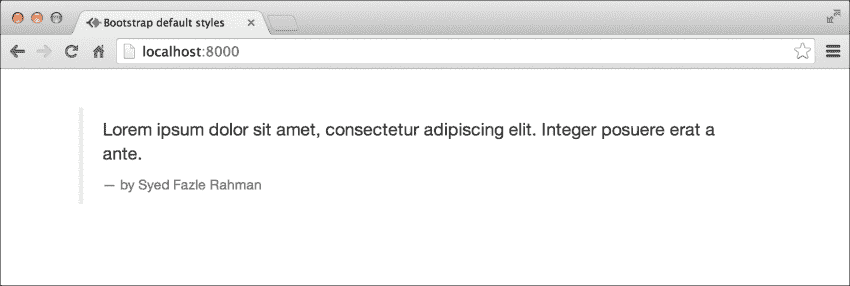 Bootstrap default styles
localhost:8000
Lorem ipsum dolor sit amet, consectetur adipiscing elit. Integer posuere erat a
ante.
— by Syed Fazle Rahman